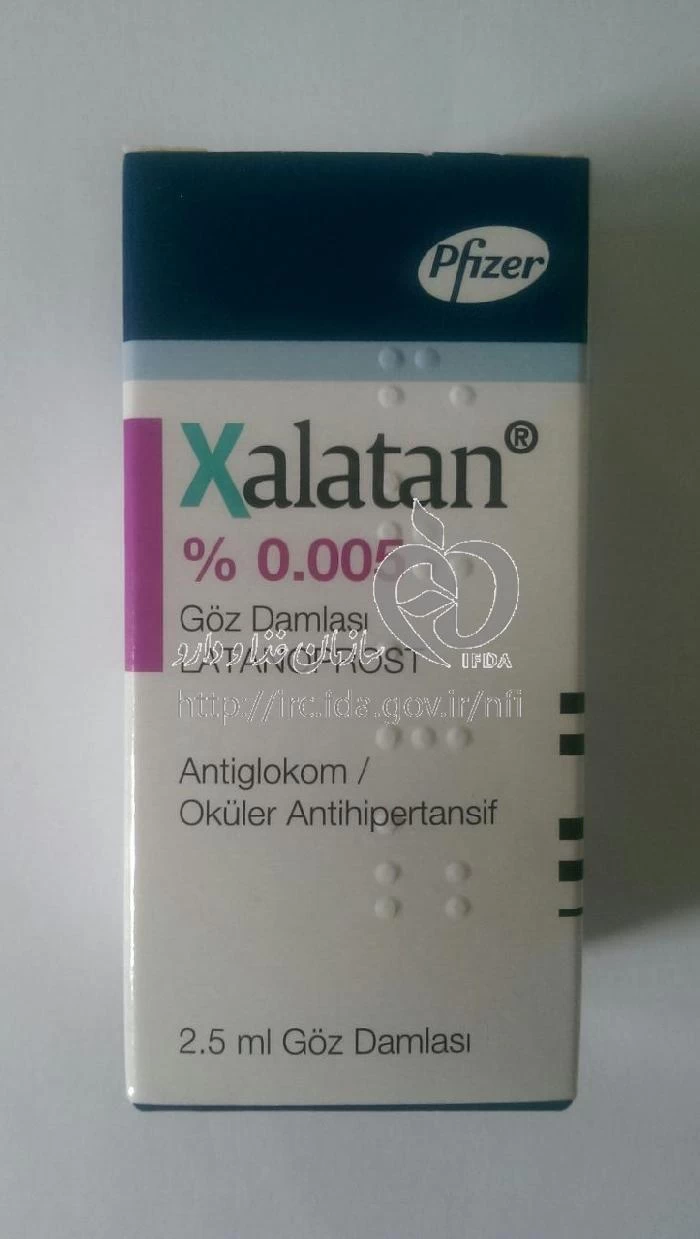 Pfizer
Xalatan®
% 0.005
Göz Damlası
سازمان غذا و دارو
IFDA
LATANOPROST
http://irc.fda.gov.ir/nfi
Antiglokom /
Oküler Antihipertansif
2.5 ml Göz Damlası